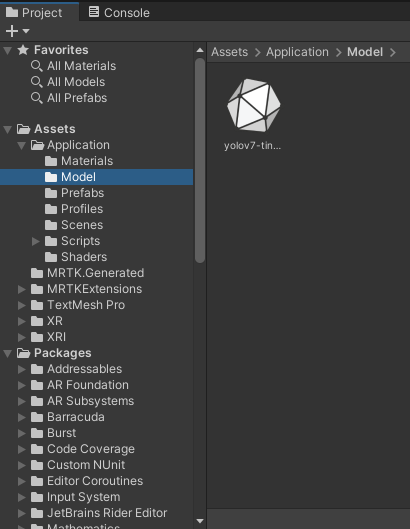 Project
Console
Favorites
All Materials
All Models
All Prefabs
Assets
Application
Materials
Model
Prefabs
Profiles
Scenes
Scripts
Shaders
MRTK.Generated
MRTKExtensions
TextMesh Pro
XR
XRI
Packages
Addressables
AR Foundation
AR Subsystems
Barracuda
Burst
Code Coverage
Custom NUnit
Editor Coroutines
Input System
JetBrains Rider Editor
Mathematics
Assets > Application > Model >
yolov7-tin...